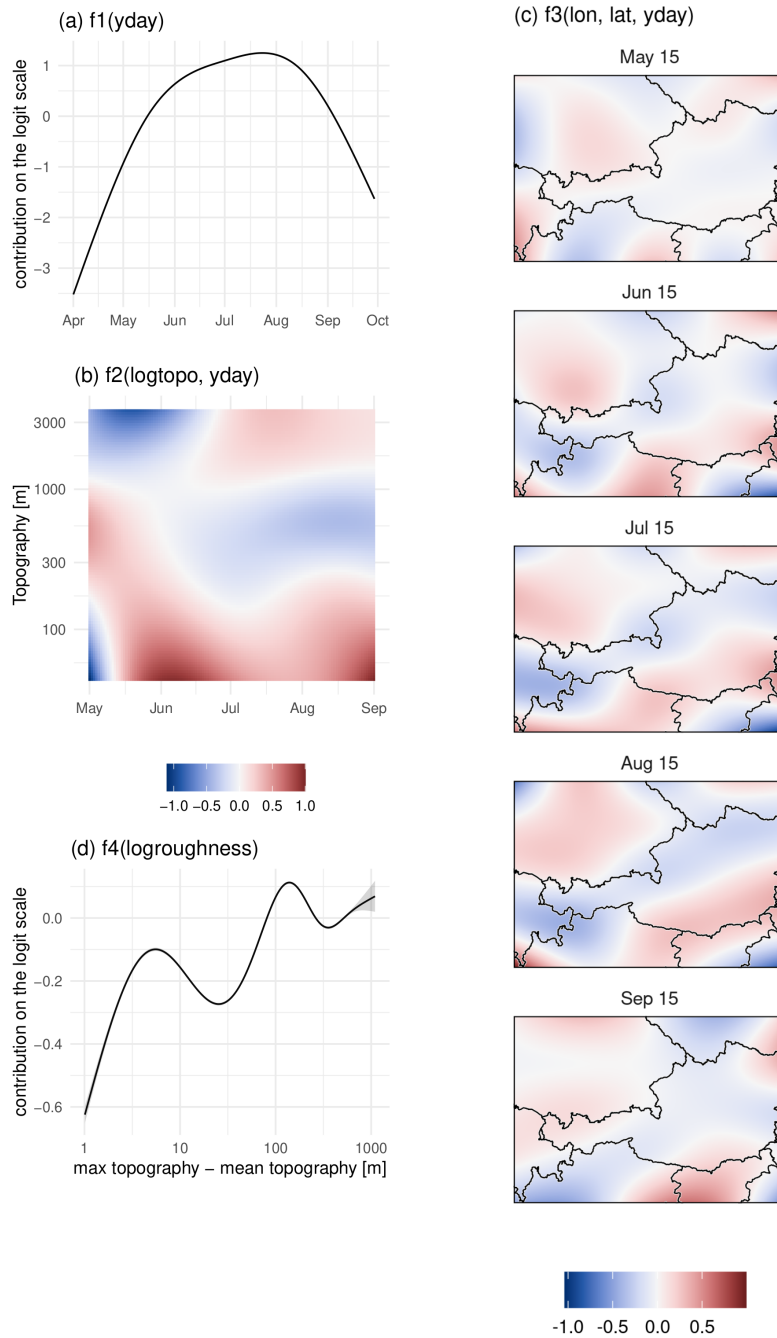 (a) f1(yday)
contribution on the logit scale
1
0
−1
−2
−3
Apr May Jun Jul Aug Sep Oct
(b) f2(logtopo, yday)
Topography [m]
3000
1000
300
100
May Jun Jul Aug Sep
−1.0 −0.5 0.0 0.5 1.0
(d) f4(logroughness)
contribution on the logit scale
0.0
−0.2
−0.4
−0.6
1 10 100 1000
max topography − mean topography [m]
(c) f3(lon, lat, yday)
May 15
Jun 15
Jul 15
Aug 15
Sep 15
-1.0 -0.5 0.0 0.5